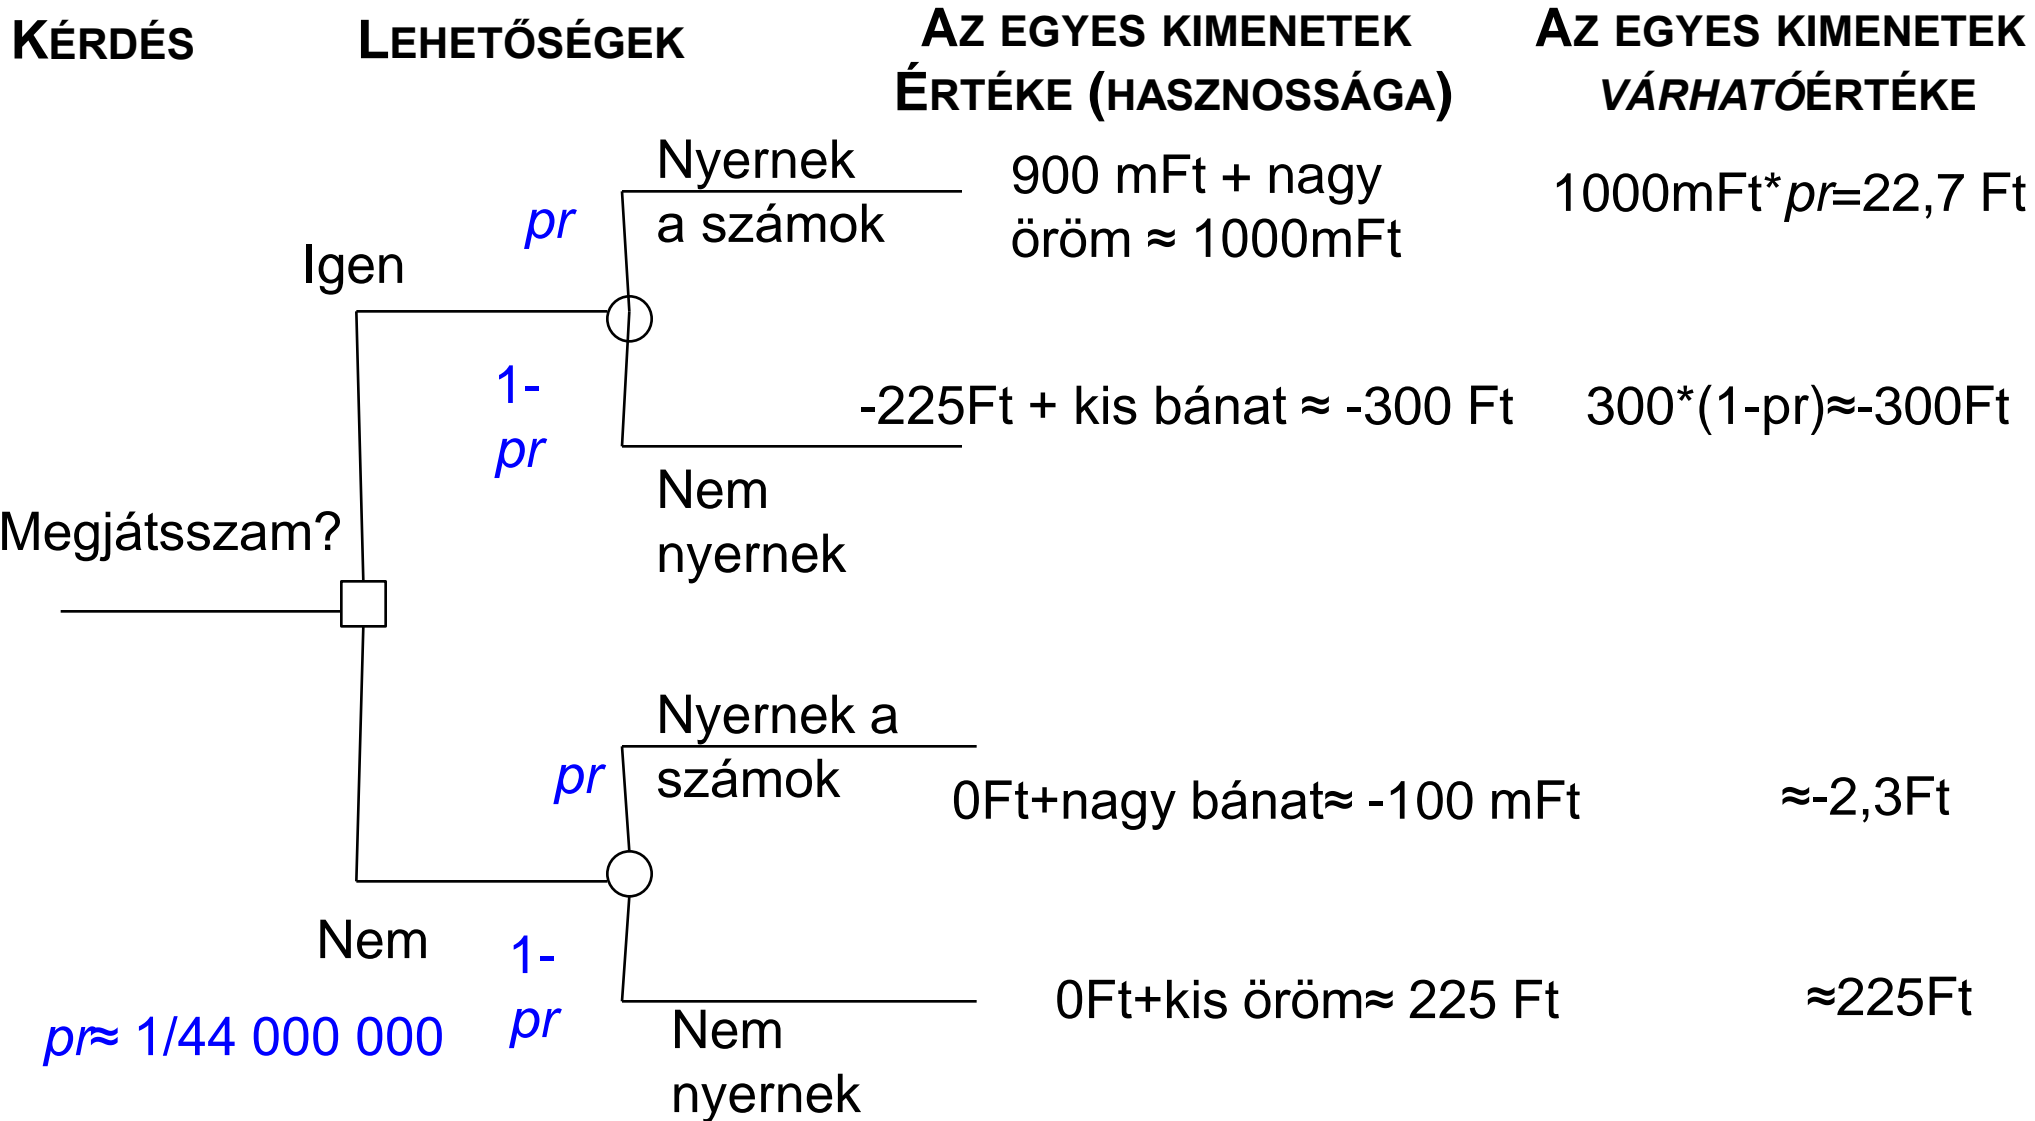 KÉRDÉS
LEHETŐSÉGEK
AZ EGYES KIMENETEK
ÉRTÉKE (HASZNOSSÁGA)
AZ EGYES KIMENETEK
VÁRHATÓÉRTÉKE
Megjátsszam?
Igen
pr
Nyernek
a számok
900 mFt + nagy
öröm ≈ 1000mFt
1000mFt*pr=22,7 Ft
1-
pr
Nem
nyernek
-225Ft + kis bánat ≈ -300 Ft
300*(1-pr)≈-300Ft
Nem
pr
Nyernek a
számok
0Ft+nagy bánat≈ -100 mFt
≈-2,3Ft
1-
pr
Nem
nyernek
0Ft+kis öröm≈ 225 Ft
≈225Ft
pr≈ 1/44 000 000